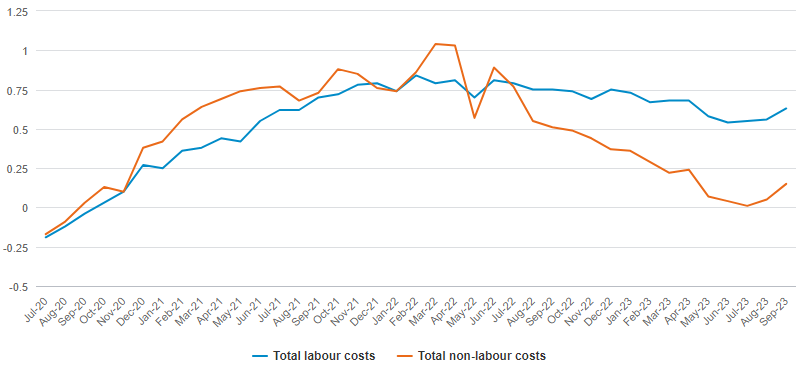 1.25
1
0.75
0.5
0.25
0
-0.25
-0.5
Jul-20
Aug-20
Sep-20
Oct-20
Nov-20
Dec-20
Jan-21
Feb-21
Mar-21
Apr-21
May-21
Jun-21
Jul-21
Aug-21
Sep-21
Oct-21
Nov-21
Dec-21
Jan-22
Feb-22
Mar-22
Apr-22
May-22
Jun-22
Jul-22
Aug-22
Sep-22
Oct-22
Nov-22
Dec-22
Jan-23
Feb-23
Mar-23
Apr-23
May-23
Jun-23
Jul-23
Aug-23
Sep-23
Total labour costs Total non-labour costs